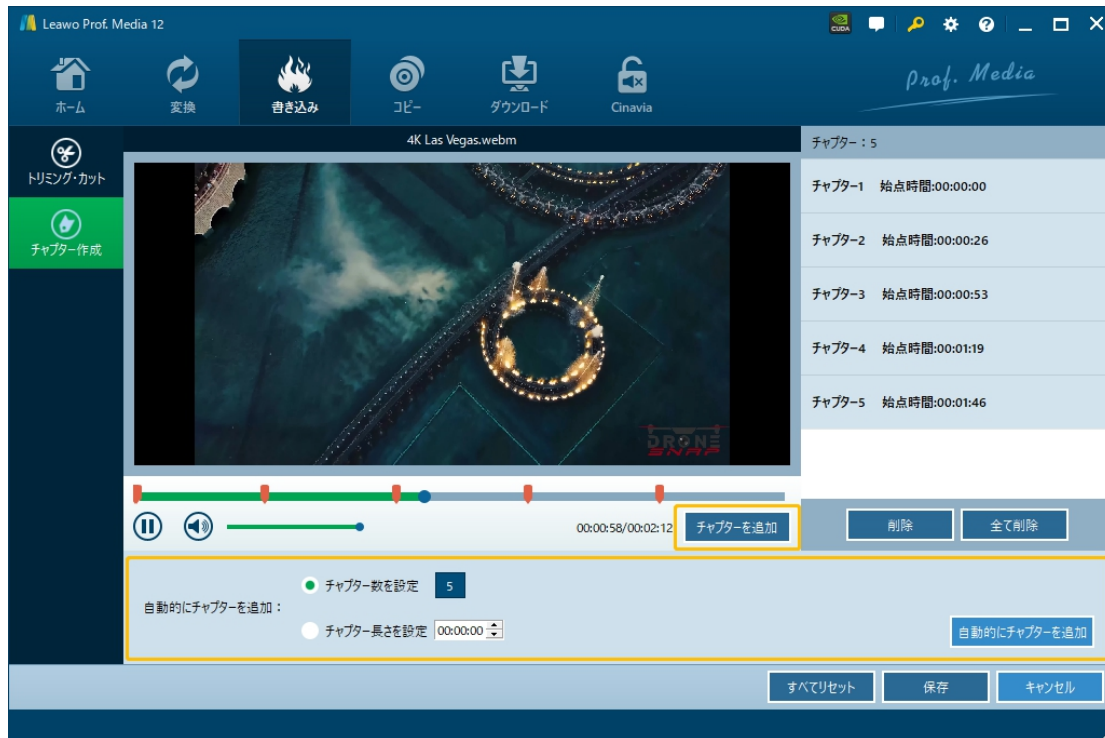 Leawo Prof. Media 12
CUDA
ホーム
変換
書き込み
コピー
ダウンロード
Cinavia
Prof. Media
トリミング・カット
チャプター作成
4K Las Vegas.webm
DRONE
SNAP
00:00:58/00:02:12
チャプターを追加
チャプター：5
チャプター1 始点時間:00:00:00
チャプター2 始点時間:00:00:26
チャプター3 始点時間:00:00:53
チャプター4 始点時間:00:01:19
チャプター5 始点時間:00:01:46
削除
全て削除
自動的にチャプターを追加：
チャプター数を設定 5
チャプター長さを設定 00:00:00
自動的にチャプターを追加
すべてリセット
保存
キャンセル